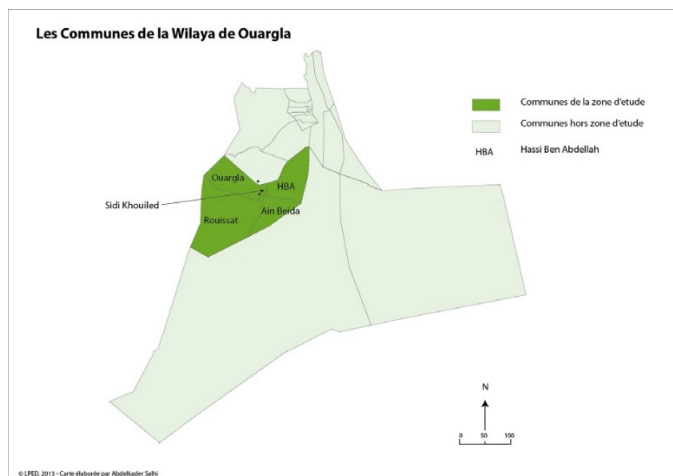 Les Communes de la Wilaya de Ouargla
Communes de la zone d'etude
Communes hors zone d'etude
HBA
Hassi Ben Abdellah
Ouargla
HBA
Sidi Khouiled
Rouissat
Ain Beida
N
0 50 100
© LPED, 2013 - Carte élaborée par Abdelkader Salhi